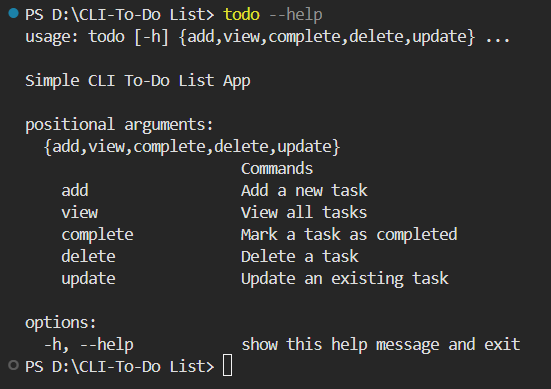 PS D:\CLI-To-Do List> todo --help
usage: todo [-h] {add,view,complete,delete,update} ...
Simple CLI To-Do List App
positional arguments:
  {add,view,complete,delete,update}
                        Commands
    add                 Add a new task
    view                View all tasks
    complete            Mark a task as completed
    delete              Delete a task
    update              Update an existing task
options:
  -h, --help            show this help message and exit
PS D:\CLI-To-Do List>